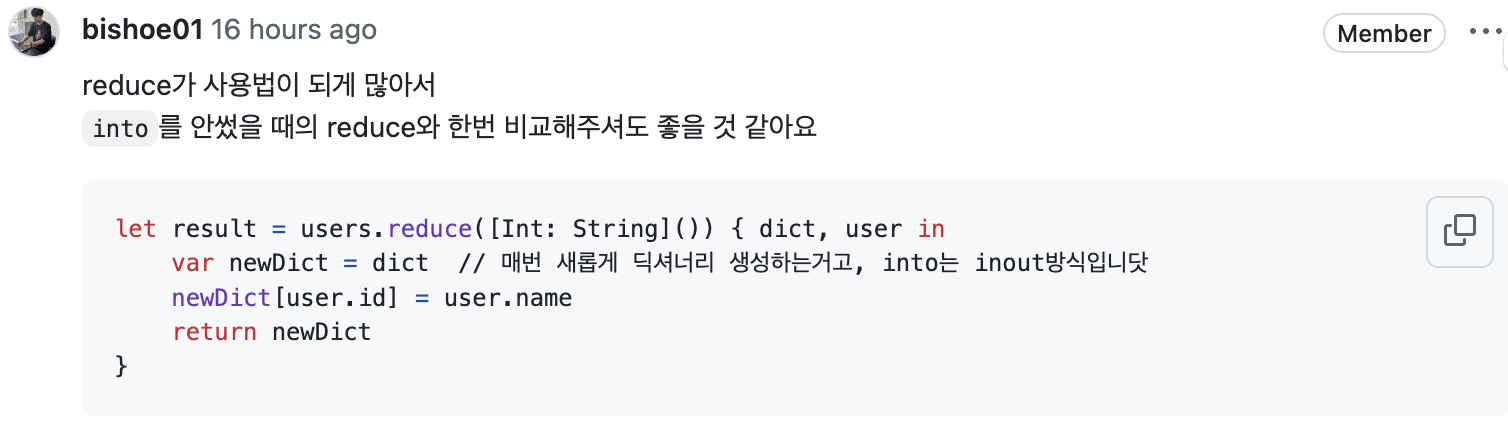 bishoe01 16 hours ago
Member
reduce가 사용법이 되게 많아서
into를 안썼을 때의 reduce와 한번 비교해주셔도 좋을 것 같아요
let result = users.reduce([Int: String]()) { dict, user in
    var newDict = dict  // 매번 새롭게 딕셔너리 생성하는거고, into는 inout방식입니닷
    newDict[user.id] = user.name
    return newDict
}